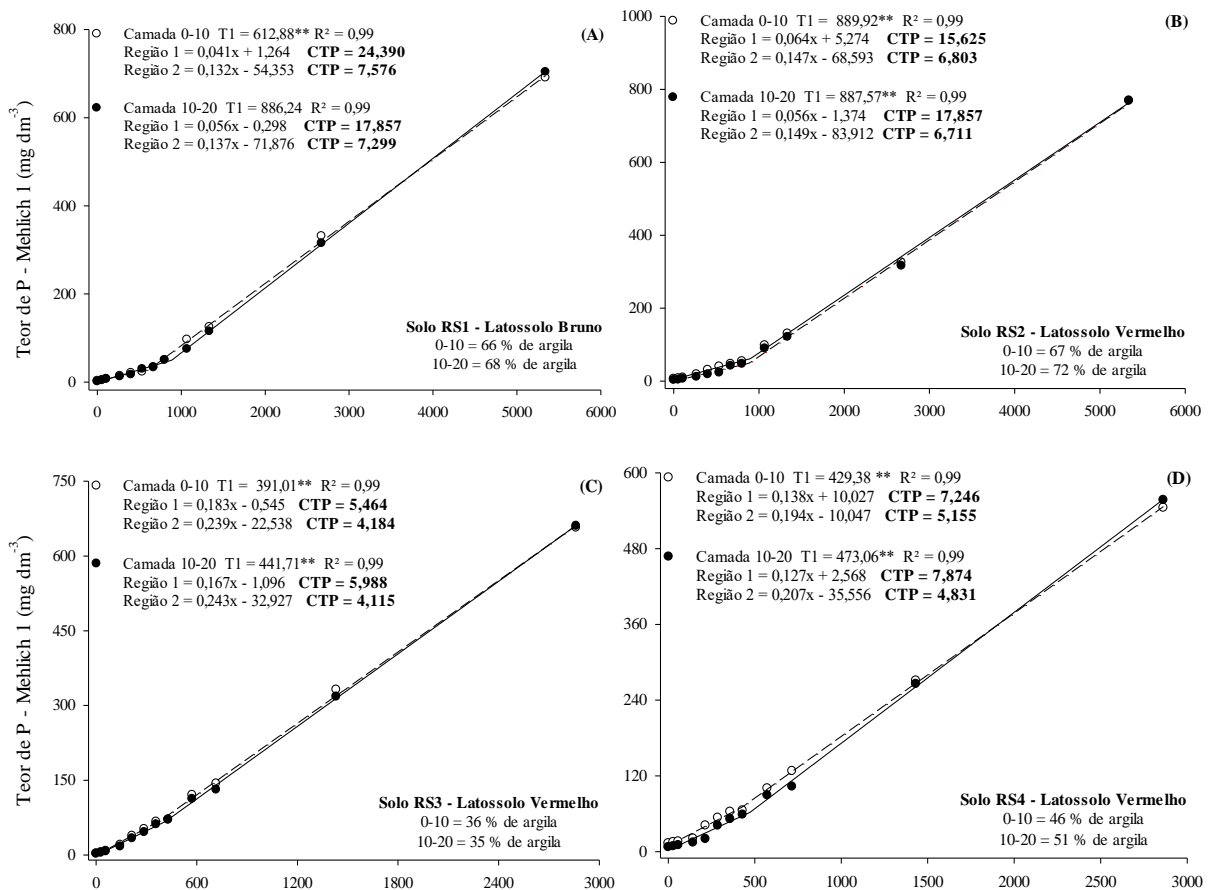 Teor de P - Mehlich 1 (mg dm-3)
800
600
400
200
0
Camada 0-10 T1 = 612,88** R² = 0,99
Região 1 = 0,041x + 1,264 CTP = 24,390
Região 2 = 0,132x - 54,353 CTP = 7,576
Camada 10-20 T1 = 886,24 R² = 0,99
Região 1 = 0,056x - 0,298 CTP = 17,857
Região 2 = 0,137x - 71,876 CTP = 7,299
(A)
Solo RS1 - Latossolo Bruno
0-10 = 66 % de argila
10-20 = 68 % de argila
0 1000 2000 3000 4000 5000 6000
1000
800
600
400
200
0
Camada 0-10 T1 = 889,92** R² = 0,99
Região 1 = 0,064x + 5,274 CTP = 15,625
Região 2 = 0,147x - 68,593 CTP = 6,803
Camada 10-20 T1 = 887,57** R² = 0,99
Região 1 = 0,056x - 1,374 CTP = 17,857
Região 2 = 0,149x - 83,912 CTP = 6,711
(B)
Solo RS2 - Latossolo Vermelho
0-10 = 67 % de argila
10-20 = 72 % de argila
0 1000 2000 3000 4000 5000 6000
Teor de P - Mehlich 1 (mg dm-3)
750
600
450
300
150
0
Camada 0-10 T1 = 391,01** R² = 0,99
Região 1 = 0,183x - 0,545 CTP = 5,464
Região 2 = 0,239x - 22,538 CTP = 4,184
Camada 10-20 T1 = 441,71** R² = 0,99
Região 1 = 0,167x - 1,096 CTP = 5,988
Região 2 = 0,243x - 32,927 CTP = 4,115
(C)
Solo RS3 - Latossolo Vermelho
0-10 = 36 % de argila
10-20 = 35 % de argila
0 600 1200 1800 2400 3000
600
480
360
240
120
0
Camada 0-10 T1 = 429,38 ** R² = 0,99
Região 1 = 0,138x + 10,027 CTP = 7,246
Região 2 = 0,194x - 10,047 CTP = 5,155
Camada 10-20 T1 = 473,06** R² = 0,99
Região 1 = 0,127x + 2,568 CTP = 7,874
Região 2 = 0,207x - 35,556 CTP = 4,831
(D)
Solo RS4 - Latossolo Vermelho
0-10 = 46 % de argila
10-20 = 51 % de argila
0 500 1000 1500 2000 2500 3000